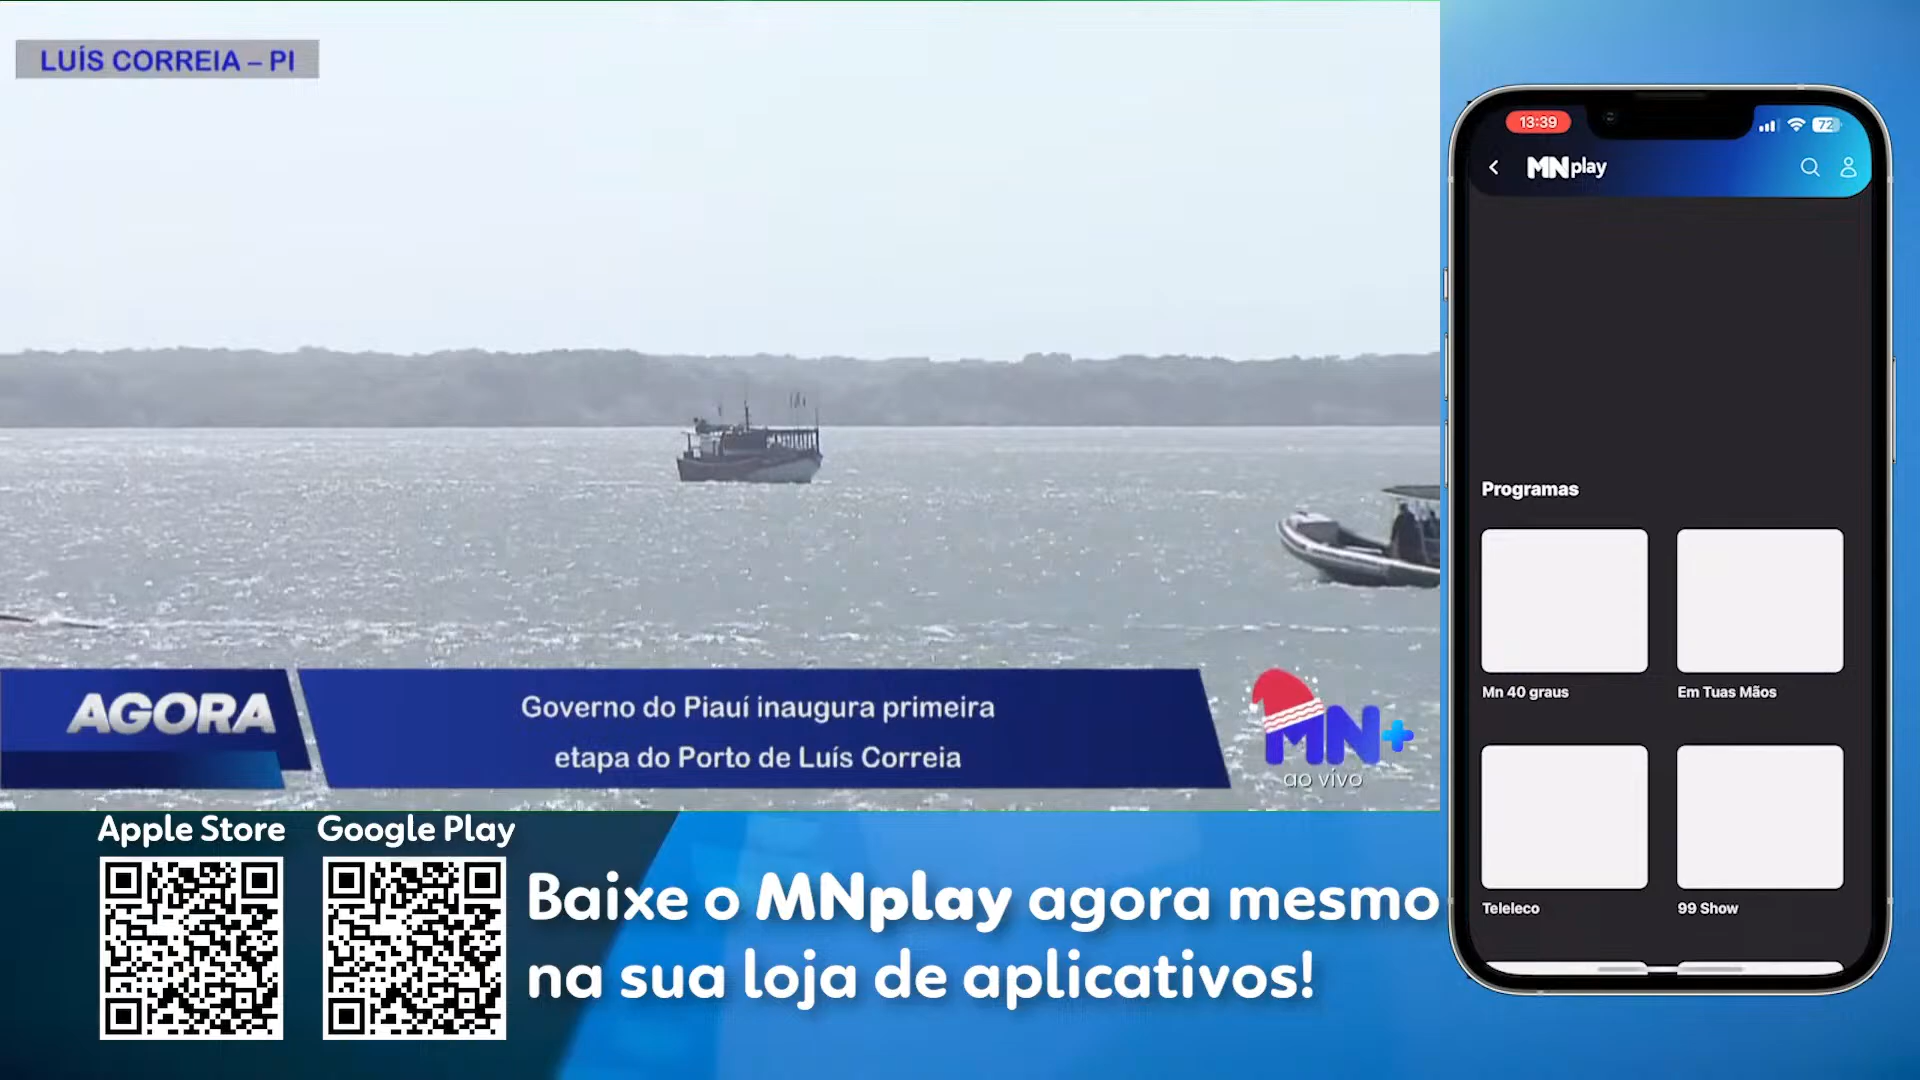 LUÍS CORREIA – PI
AGORA
Governo do Piauí inaugura primeira
etapa do Porto de Luís Correia
MN+
ao vivo
Apple Store
Google Play
Baixe o MNplay agora mesmo
na sua loja de aplicativos!
13:39
72
MNplay
Programas
Mn 40 graus
Em Tuas Mãos
Teleleco
99 Show